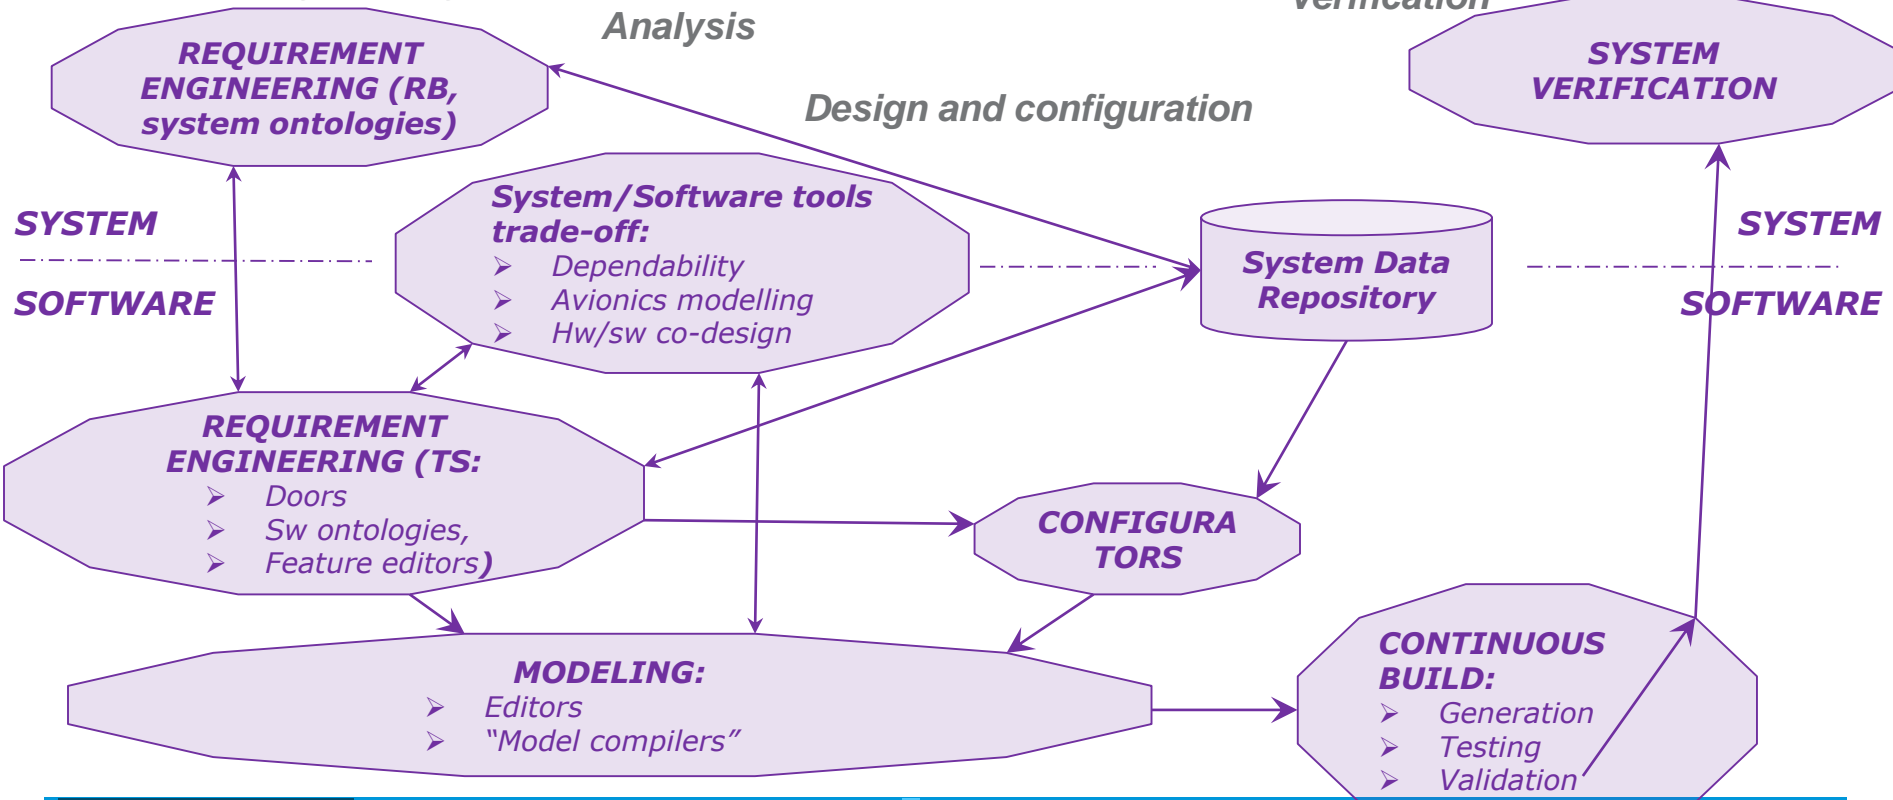 Analysis
Verification
REQUIREMENT
ENGINEERING (RB,
system ontologies)
SYSTEM
VERIFICATION
Design and configuration
System/Software tools
trade-off:
➢ Dependability
➢ Avionics modelling
➢ Hw/sw co-design
SYSTEM
SOFTWARE
System Data
Repository
SYSTEM
SOFTWARE
REQUIREMENT
ENGINEERING (TS:
➢ Doors
➢ Sw ontologies,
➢ Feature editors)
CONFIGURA
TORS
MODELING:
➢ Editors
➢ “Model compilers”
CONTINUOUS
BUILD:
➢ Generation
➢ Testing
➢ Validation